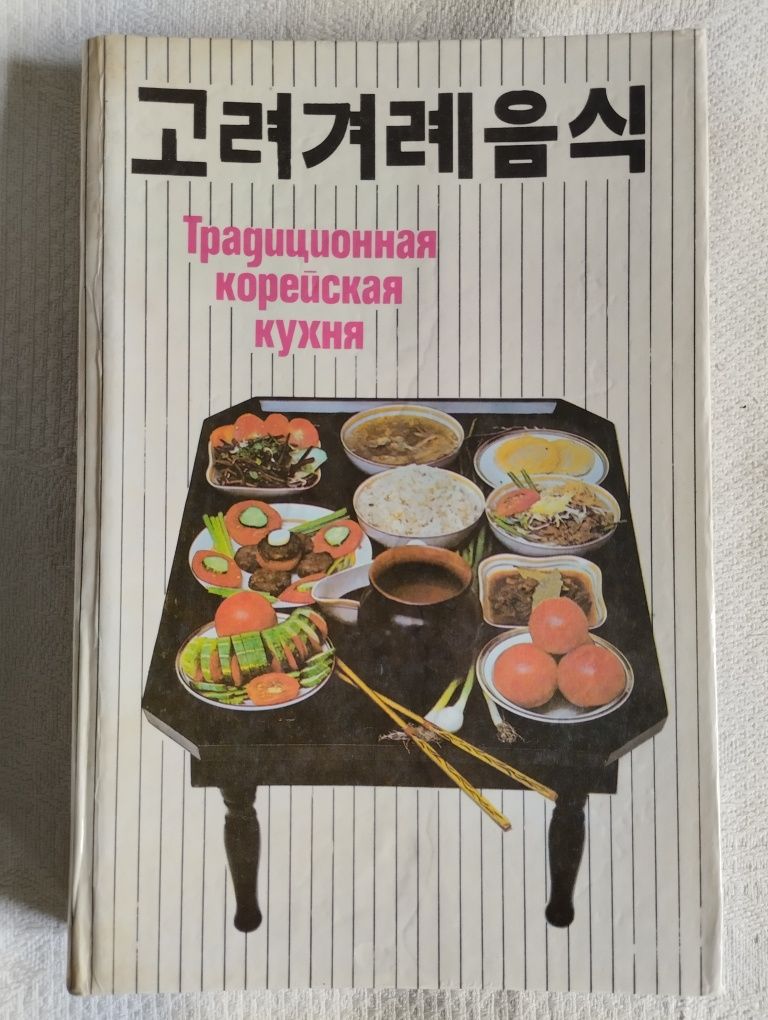 고려겨레음식
Традиционная
корейская
кухня